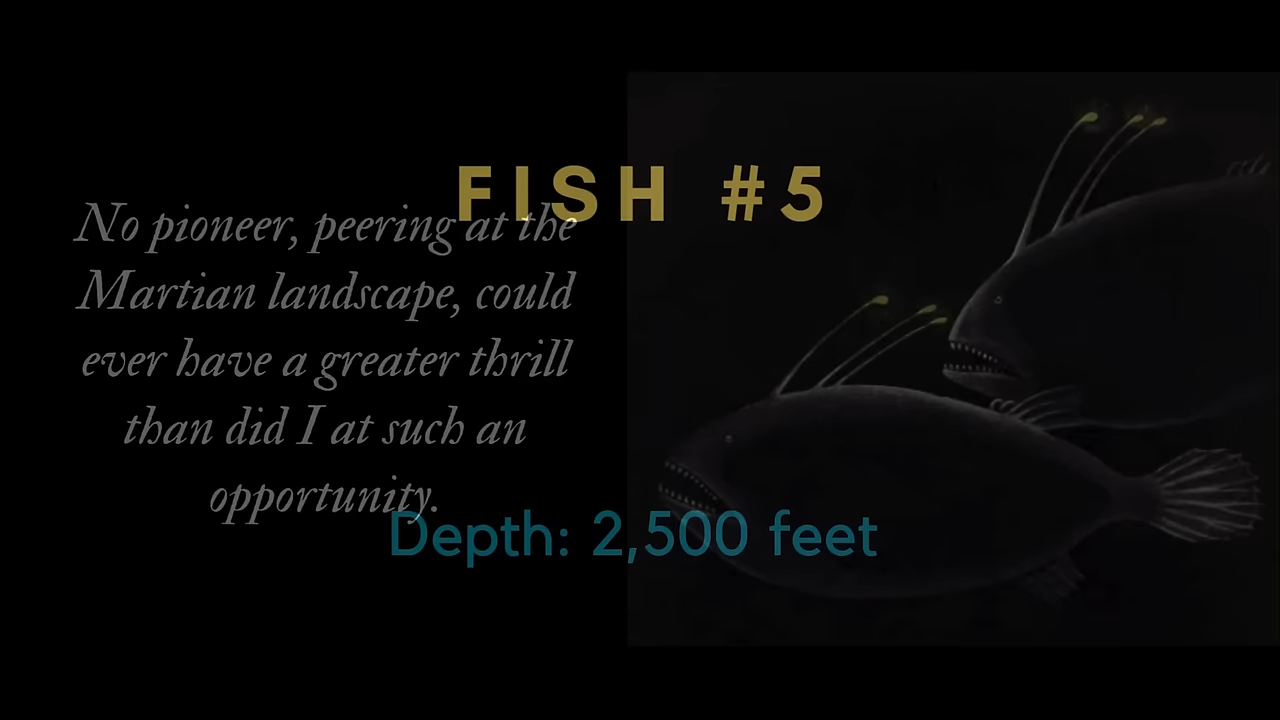 FISH #5
No pioneer, peering at the
Martian landscape, could
ever have a greater thrill
than did I at such an
opportunity.
Depth: 2,500 feet